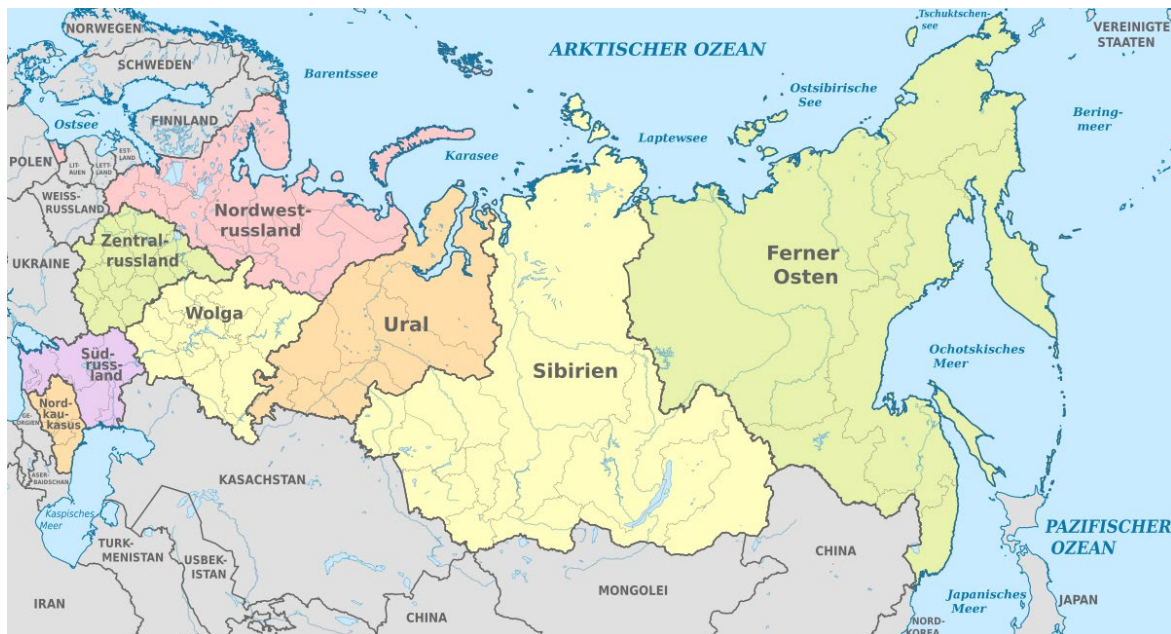 Tschuktschen-
see
VEREINIGTE
STAATEN
NORWEGEN
ARKTISCHER OZEAN
SCHWEDEN
Barentssee
Ostsibirische
See
Bering-
meer
Ostsee
FINNLAND
Laptewsee
EST-
LAND
Karasee
POLEN
LIT-
AUEN
LETT-
LAND
WEISS-
RUSSLAND
Nordwest-
russland
Zentral-
russland
Ferner
Osten
UKRAINE
Wolga
Ural
Süd-
russ-
land
Ochotskisches
Meer
Sibirien
Nord-
kau-
kasus
GE-
ORGIEN
ASER-
BAIDSCHAN
KASACHSTAN
Kaspisches
Meer
PAZIFISCHER
OZEAN
TURK-
MENISTAN
USBEK-
ISTAN
CHINA
IRAN
CHINA
MONGOLEI
Japanisches
Meer
JAPAN
NORD-
KOREA